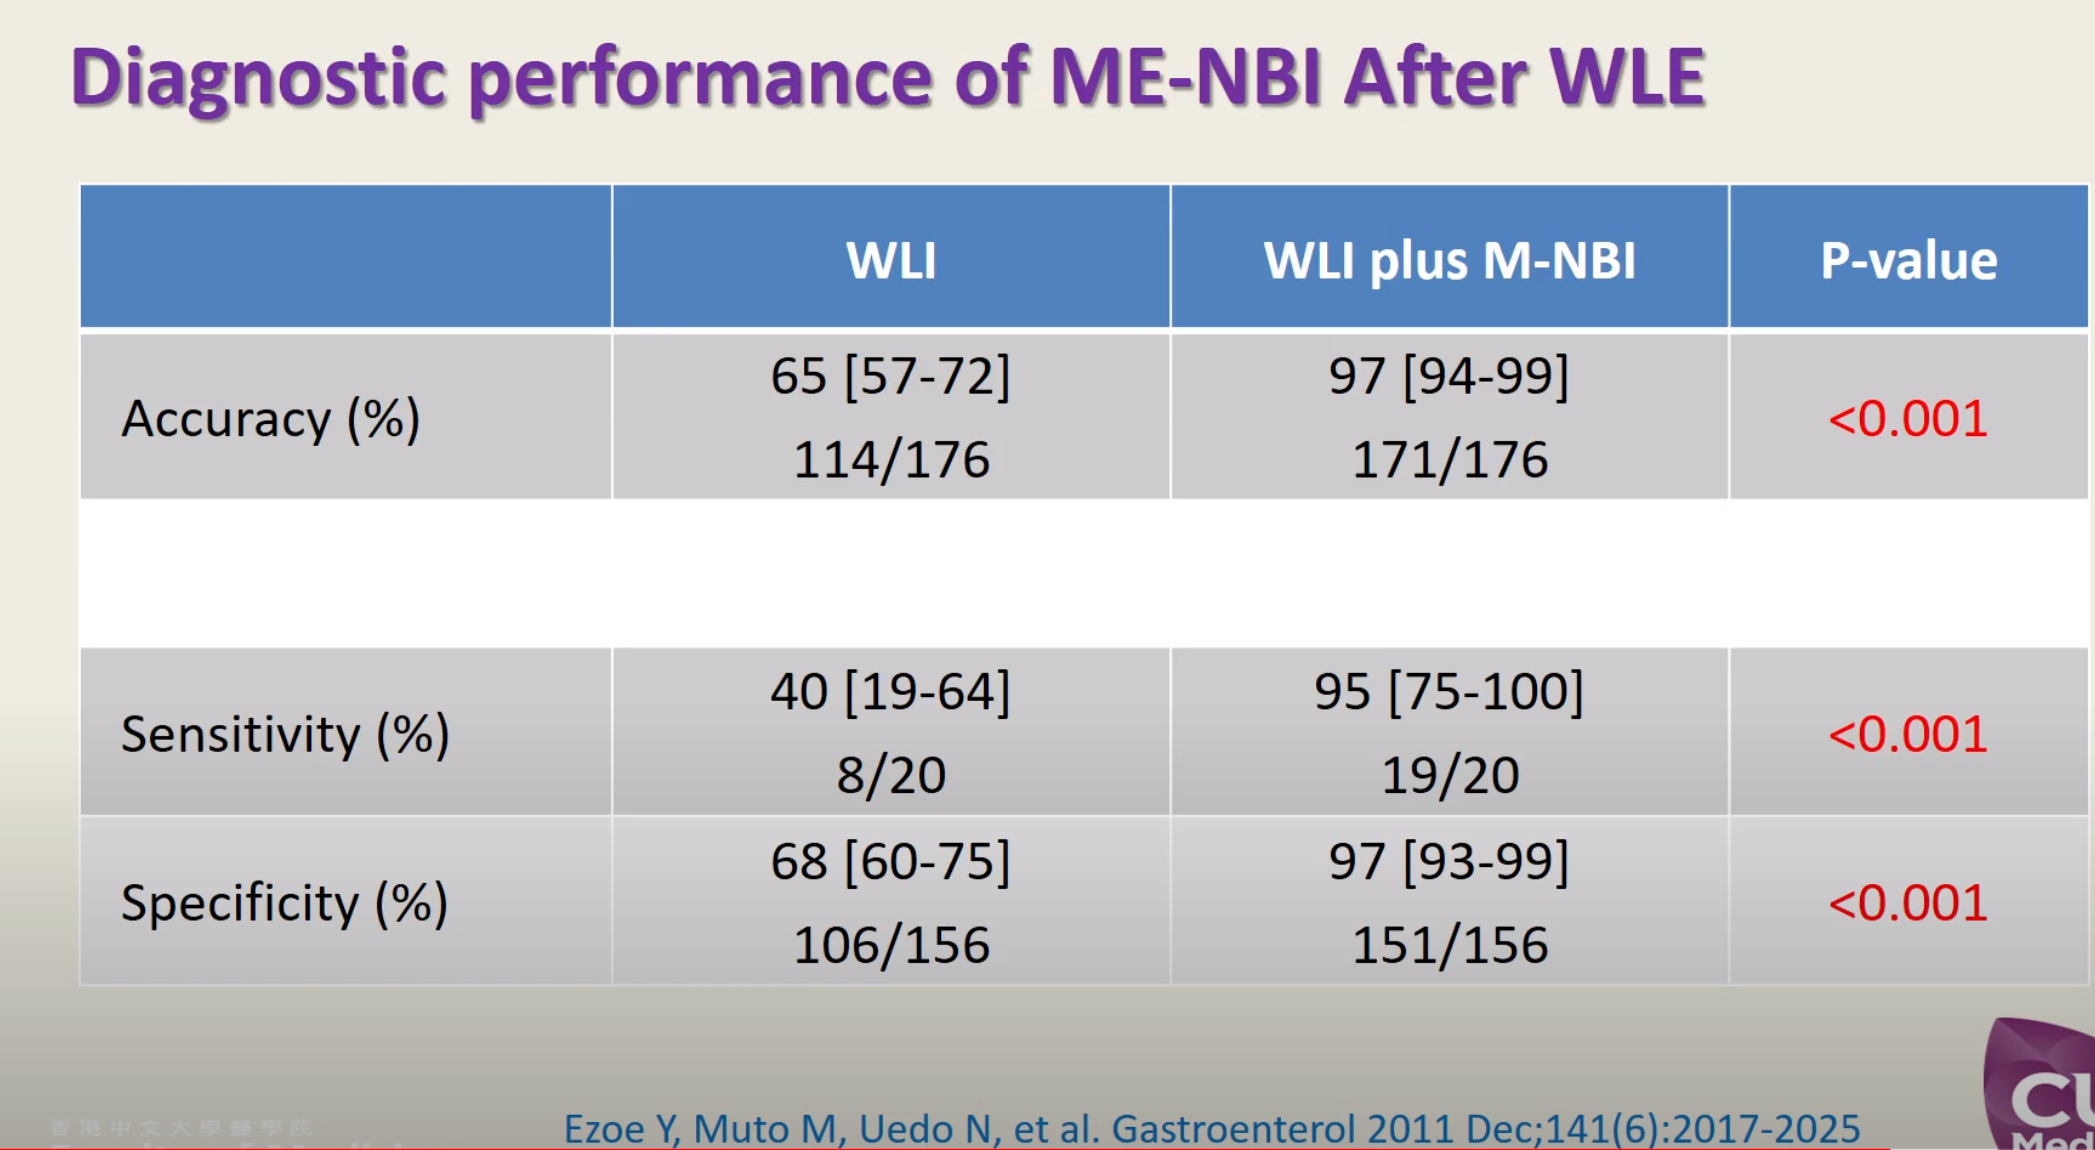 Diagnostic performance of ME-NBI After WLE
WLI
WLI plus M-NBI
P-value
Accuracy (%)
65 [57-72]
114/176
97 [94-99]
171/176
<0.001
Sensitivity (%)
40 [19-64]
8/20
95 [75-100]
19/20
<0.001
Specificity (%)
68 [60-75]
106/156
97 [93-99]
151/156
<0.001
香港中文大學醫學院
Ezoe Y, Muto M, Uedo N, et al. Gastroenterol 2011 Dec;141(6):2017-2025
CU
Med